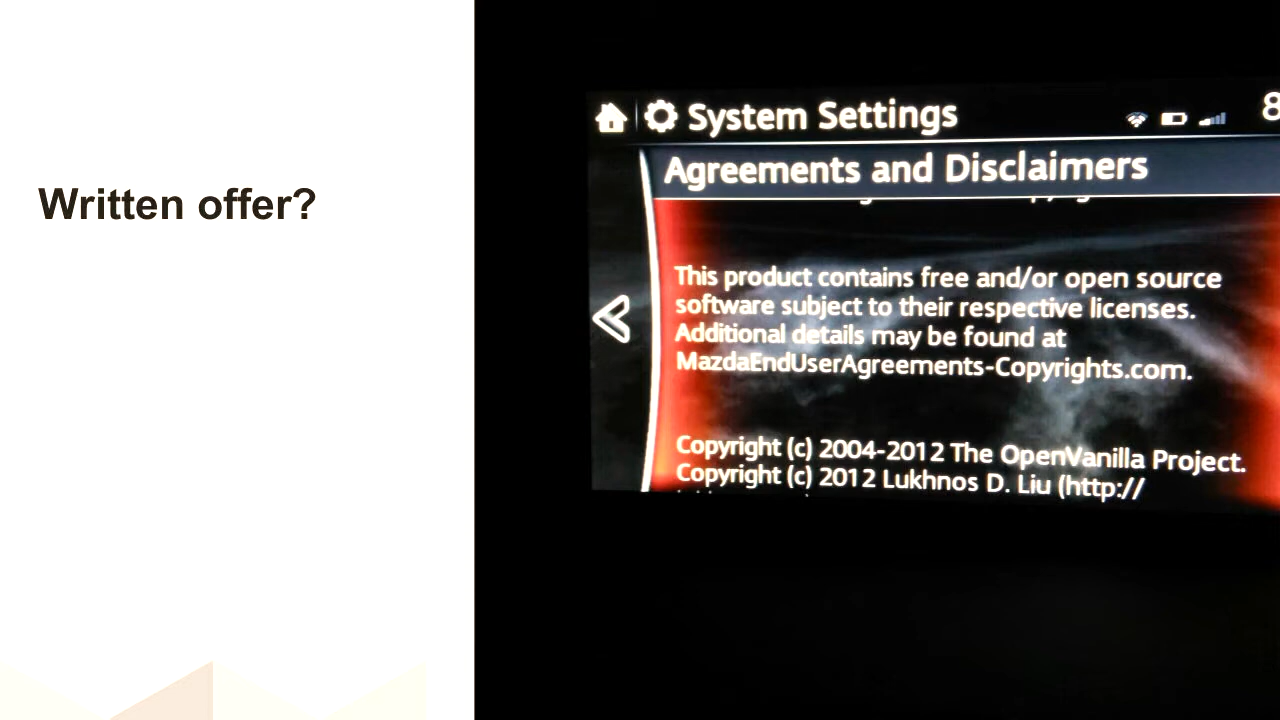 Written offer?
System Settings
8
Agreements and Disclaimers
This product contains free and/or open source
software subject to their respective licenses.
Additional details may be found at
MazdaEndUserAgreements-Copyrights.com.
Copyright (c) 2004-2012 The OpenVanilla Project.
Copyright (c) 2012 Lukhnos D. Liu (http://